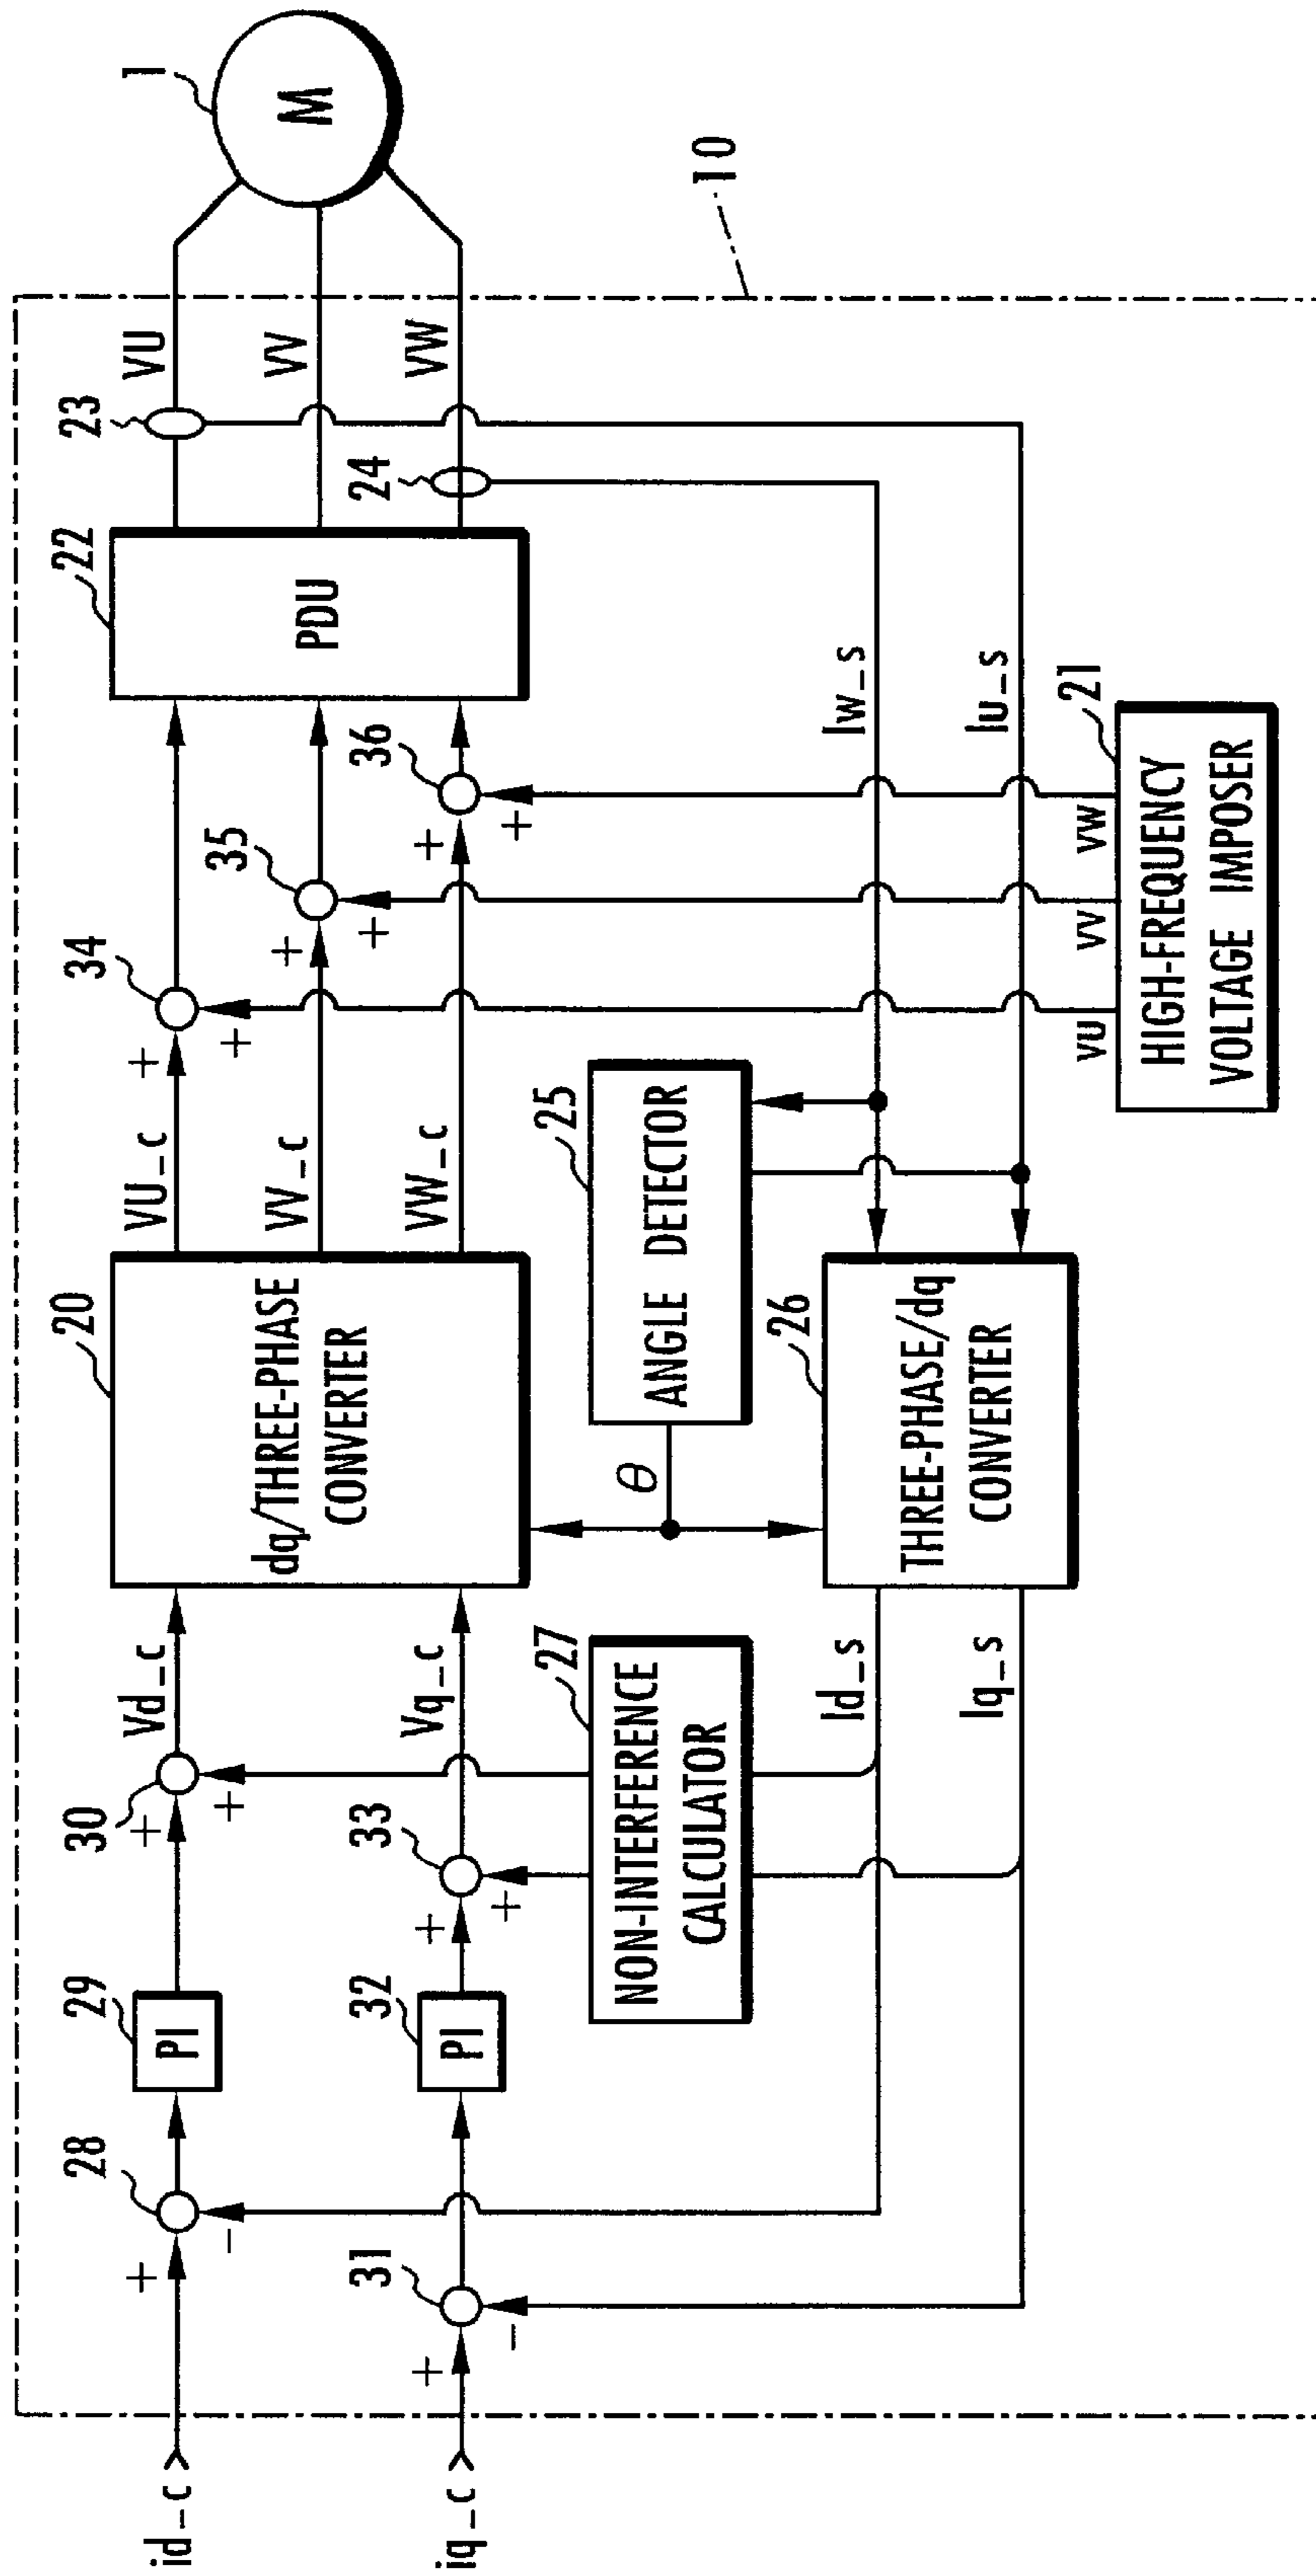 id_c
iq_c
+
-
28
+
-
31
29
PI
32
PI
+
+
30
+
+
33
Vd_c
Vq_c
27
NON-INTERFERENCE
CALCULATOR
Id_s
Iq_s
20
dq/THREE-PHASE
CONVERTER
θ
25
ANGLE DETECTOR
26
THREE-PHASE/dq
CONVERTER
VU_c
VV_c
VW_c
+
+
34
+
+
35
+
+
36
vU
vV
vW
21
HIGH-FREQUENCY
VOLTAGE IMPOSER
22
PDU
Iw_s
Iu_s
23
24
VU
VV
VW
10
1
M